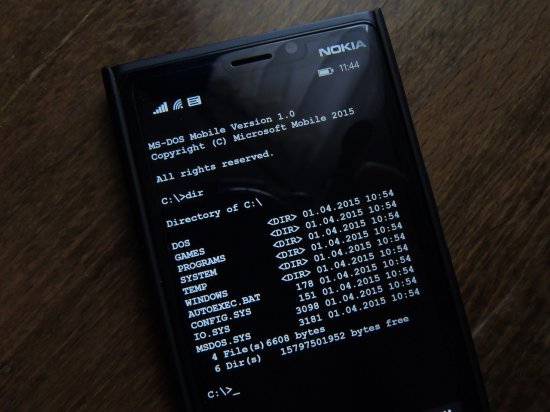 NOKIA
11:44
MS-DOS Mobile Version 1.0
Copyright (C) Microsoft Mobile 2015
All rights reserved.
C:\>dir
Directory of C:\
DOS <DIR> 01.04.2015 10:54
GAMES <DIR> 01.04.2015 10:54
PROGRAMS <DIR> 01.04.2015 10:54
SYSTEM <DIR> 01.04.2015 10:54
TEMP <DIR> 01.04.2015 10:54
WINDOWS <DIR> 01.04.2015 10:54
AUTOEXEC.BAT 178 01.04.2015 10:54
CONFIG.SYS 151 01.04.2015 10:54
IO.SYS 3098 01.04.2015 10:54
MSDOS.SYS 3181 01.04.2015 10:54
4 File(s) 6608 bytes
6 Dir(s) 15797501952 bytes free
C:\>_